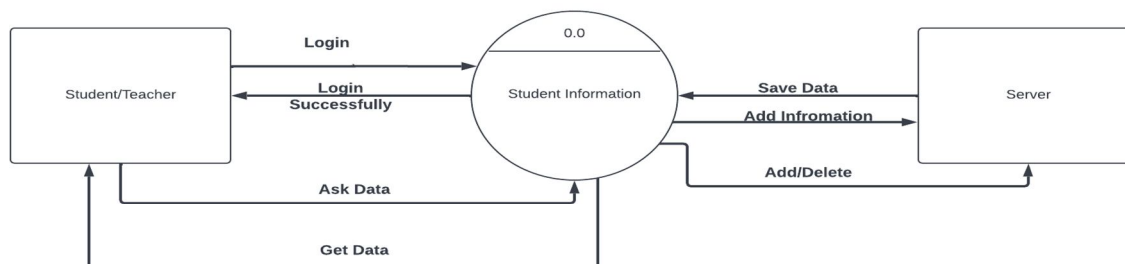 0.0
Login
Student/Teacher
Login
Successfully
Student Information
Save Data
Server
Add Infromation
Add/Delete
Ask Data
Get Data